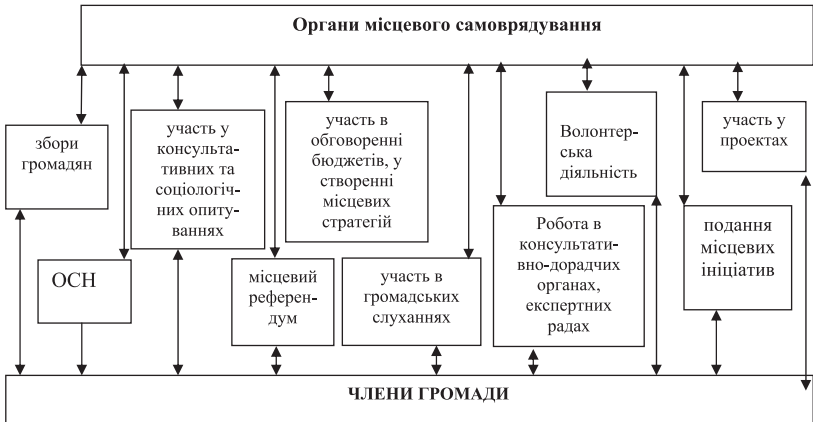 Органи місцевого самоврядування
збори
громадян
участь у
консульта-
тивних та
соціологіч-
них опиту-
ваннях
участь в
обговоренні
бюджетів, у
створенні
місцевих
стратегій
Волонтер-
ська
діяльність
участь у
проектах
ОСН
місцевий
референ-
дум
участь в
громадських
слуханнях
Робота в
консультати-
вно-дорадчих
органах,
експертних
радах
подання
місцевих
ініціатив
ЧЛЕНИ ГРОМАДИ